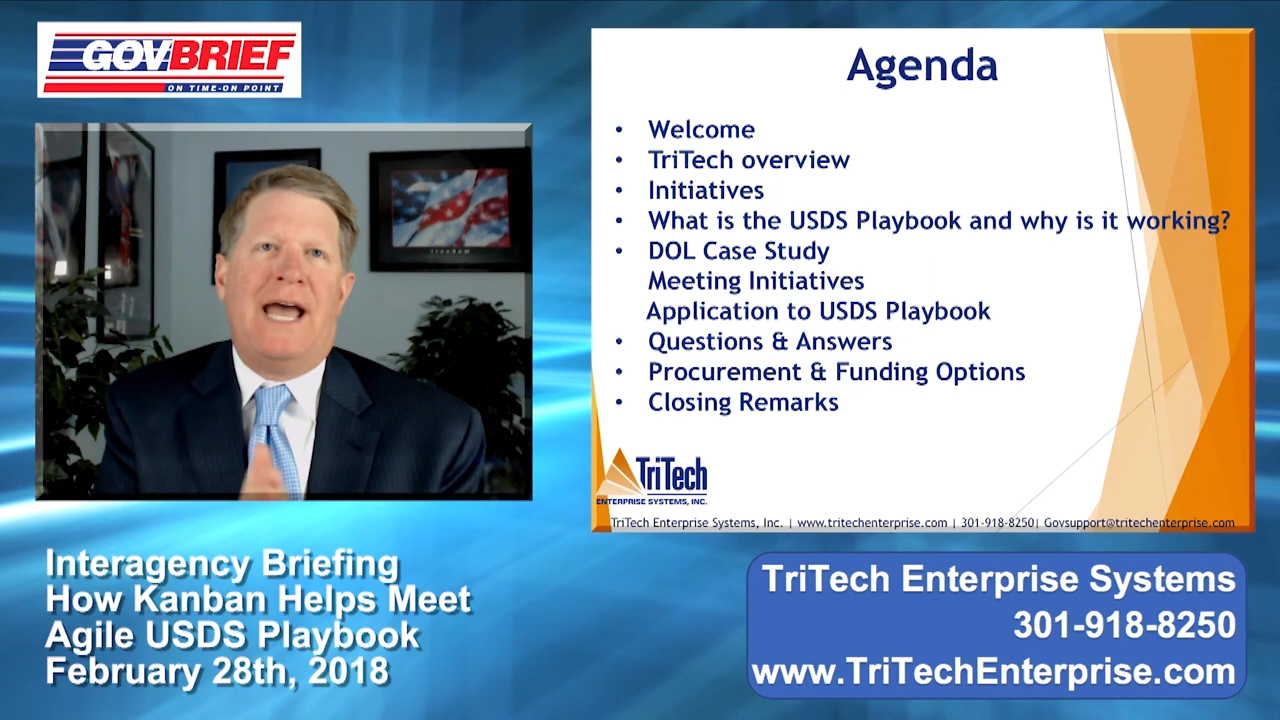 GOVBRIEF
ON TIME-ON POINT
Agenda
• Welcome
• TriTech overview
• Initiatives
• What is the USDS Playbook and why is it working?
• DOL Case Study
Meeting Initiatives
Application to USDS Playbook
• Questions & Answers
• Procurement & Funding Options
• Closing Remarks
TriTech
ENTERPRISE SYSTEMS, INC.
TriTech Enterprise Systems, Inc. | www.tritechenterprise.com | 301-918-8250| Govsupport@tritechenterprise.com
Interagency Briefing
How Kanban Helps Meet
Agile USDS Playbook
February 28th, 2018
TriTech Enterprise Systems
301-918-8250
www.TriTechEnterprise.com